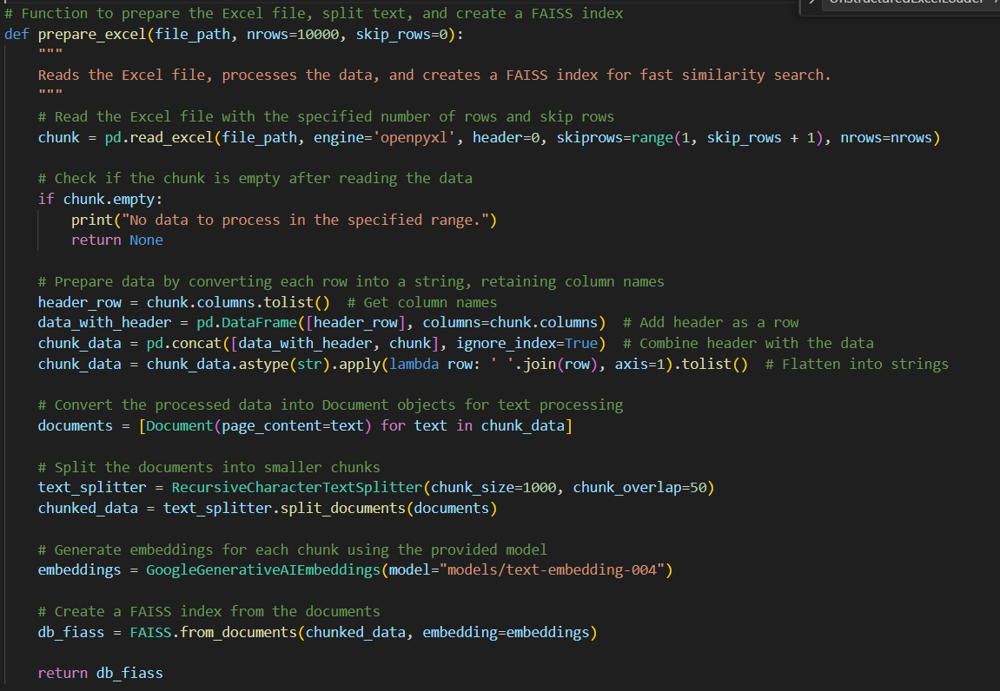 UnstructuredExcelLoader
# Function to prepare the Excel file, split text, and create a FAISS index
def prepare_excel(file_path, nrows=10000, skip_rows=0):
    """
    Reads the Excel file, processes the data, and creates a FAISS index for fast similarity search.
    """
    # Read the Excel file with the specified number of rows and skip rows
    chunk = pd.read_excel(file_path, engine='openpyxl', header=0, skiprows=range(1, skip_rows + 1), nrows=nrows)

    # Check if the chunk is empty after reading the data
    if chunk.empty:
        print("No data to process in the specified range.")
        return None

    # Prepare data by converting each row into a string, retaining column names
    header_row = chunk.columns.tolist()  # Get column names
    data_with_header = pd.DataFrame([header_row], columns=chunk.columns)  # Add header as a row
    chunk_data = pd.concat([data_with_header, chunk], ignore_index=True)  # Combine header with the data
    chunk_data = chunk_data.astype(str).apply(lambda row: ' '.join(row), axis=1).tolist()  # Flatten into strings

    # Convert the processed data into Document objects for text processing
    documents = [Document(page_content=text) for text in chunk_data]

    # Split the documents into smaller chunks
    text_splitter = RecursiveCharacterTextSplitter(chunk_size=1000, chunk_overlap=50)
    chunked_data = text_splitter.split_documents(documents)

    # Generate embeddings for each chunk using the provided model
    embeddings = GoogleGenerativeAIEmbeddings(model="models/text-embedding-004")

    # Create a FAISS index from the documents
    db_fiass = FAISS.from_documents(chunked_data, embedding=embeddings)

    return db_fiass